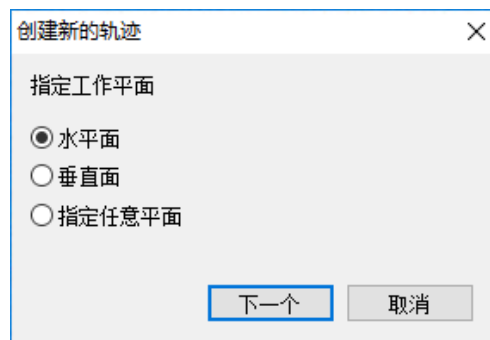 创建新的轨迹
指定工作平面
水平面
垂直面
指定任意平面
下一个 取消